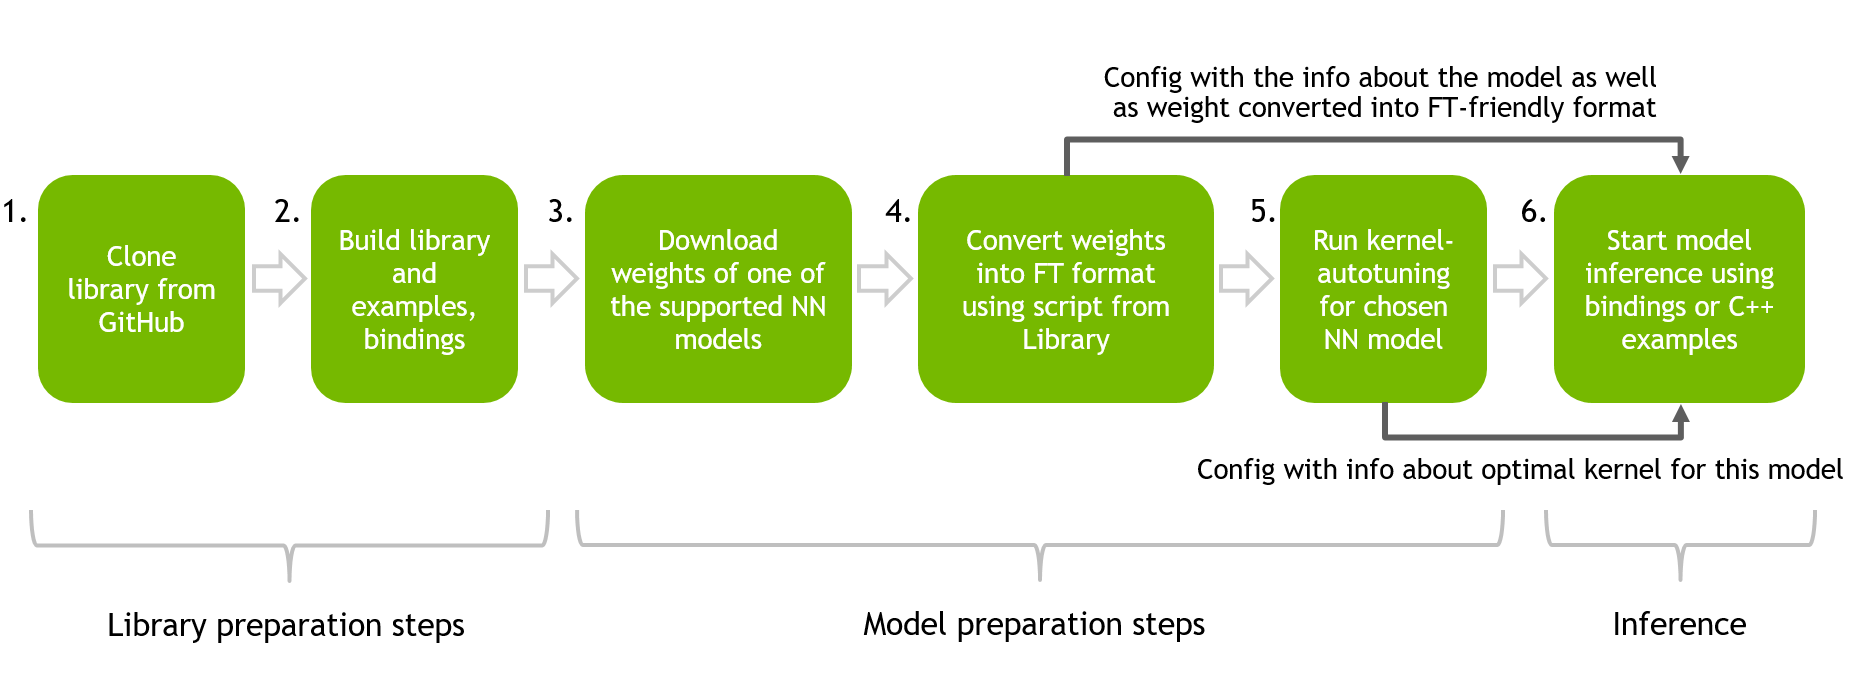 Config with the info about the model as well
as weight converted into FT-friendly format
1.
Clone
library from
GitHub
2.
Build library
and
examples,
bindings
3.
Download
weights of one of
the supported NN
models
4.
Convert weights
into FT format
using script from
Library
5.
Run kernel-
autotuning
for chosen
NN model
6.
Start model
inference using
bindings or C++
examples
Config with info about optimal kernel for this model
Library preparation steps
Model preparation steps
Inference